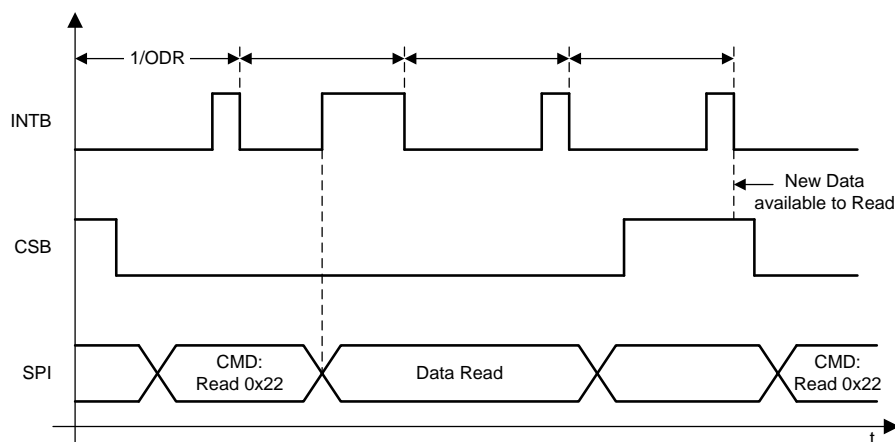 1/ODR
INTB
New Data
available to Read
CSB
SPI
CMD:
Read 0x22
Data Read
CMD:
Read 0x22
t